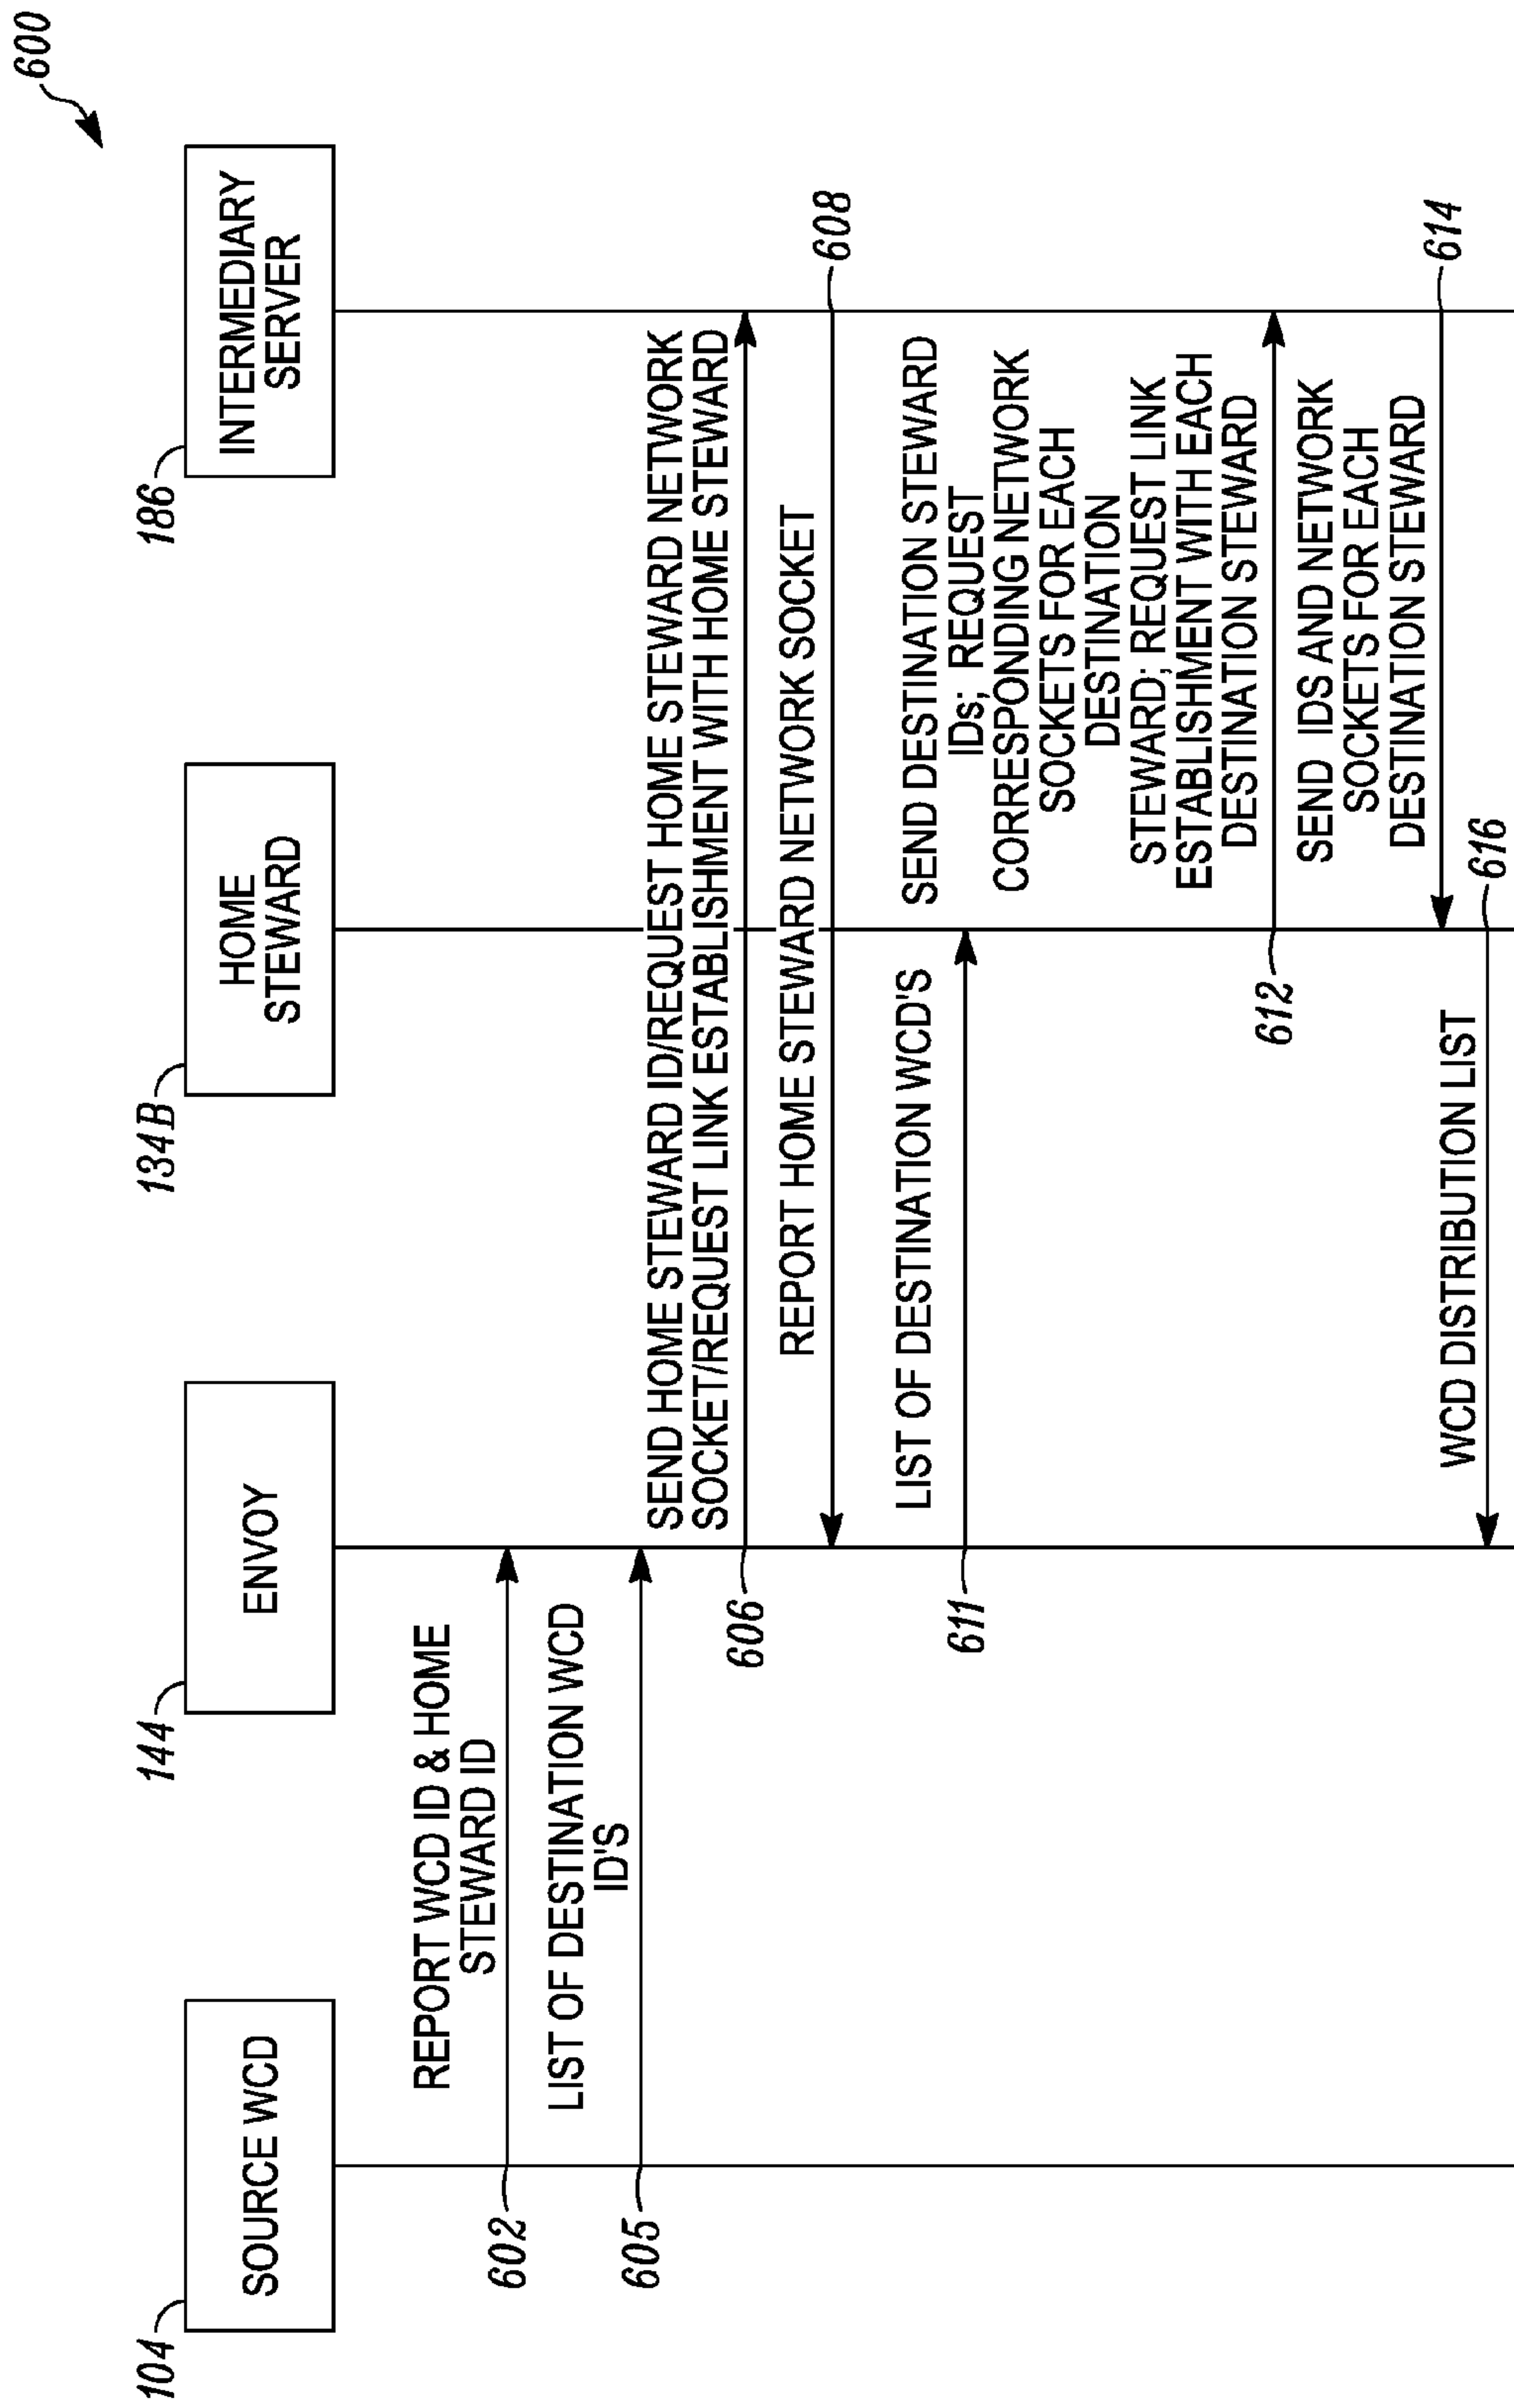 600
104
SOURCE WCD
144
ENVOY
134B
HOME
STEWARD
186
INTERMEDIARY
SERVER
REPORT WCD ID & HOME
STEWARD ID
602
LIST OF DESTINATION WCD
ID'S
605
SEND HOME STEWARD ID/REQUEST HOME STEWARD NETWORK
SOCKET/REQUEST LINK ESTABLISHMENT WITH HOME STEWARD
606
REPORT HOME STEWARD NETWORK SOCKET
608
LIST OF DESTINATION WCD'S
611
SEND DESTINATION STEWARD
IDs; REQUEST
CORRESPONDING NETWORK
SOCKETS FOR EACH
DESTINATION
STEWARD; REQUEST LINK
ESTABLISHMENT WITH EACH
DESTINATION STEWARD
612
SEND IDS AND NETWORK
SOCKETS FOR EACH
DESTINATION STEWARD
614
WCD DISTRIBUTION LIST
616